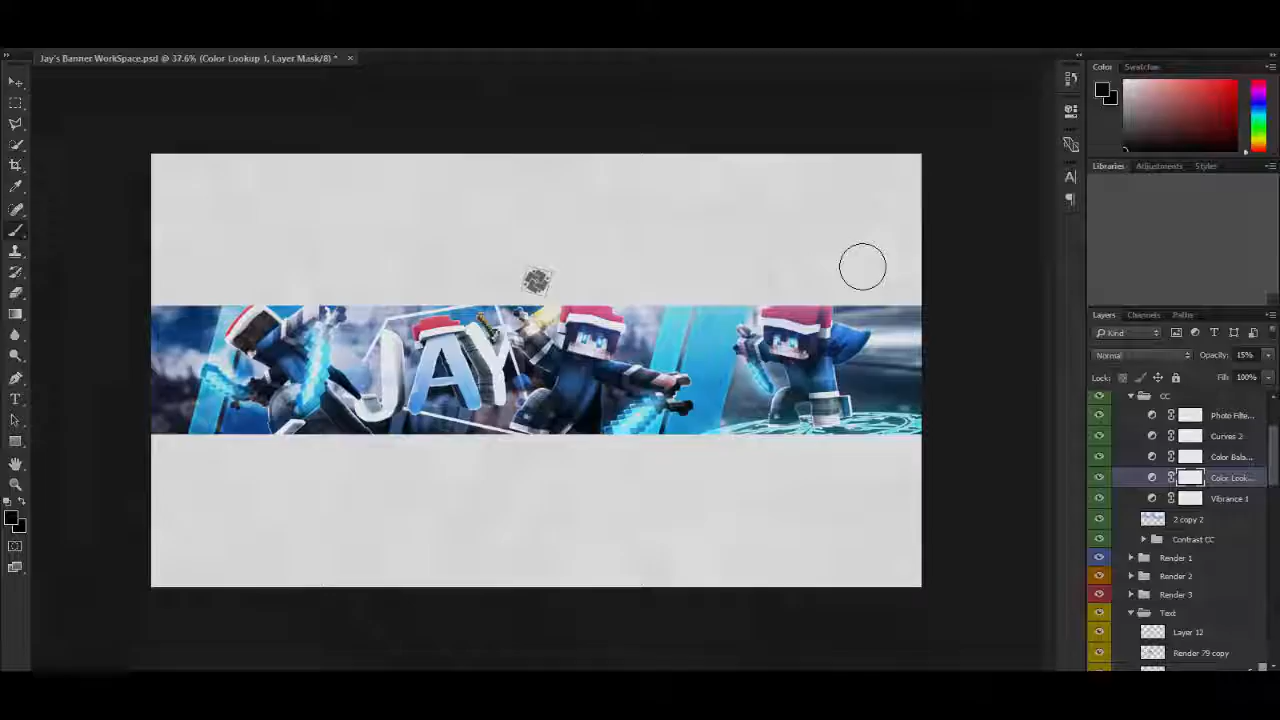 Jay's Banner WorkSpace.psd @ 37.6% (Color Lookup 1, Layer Mask/8) *
Color
Swatches
Libraries
Adjustments
Styles
Layers
Channels
Paths
Kind
Normal
Opacity: 15%
Lock:
Fill: 100%
CC
Photo Filte...
Curves 2
Color Bala...
Color Look...
Vibrance 1
2 copy 2
Contrast CC
Render 1
Render 2
Render 3
Text
Layer 12
Render 79 copy
JAY